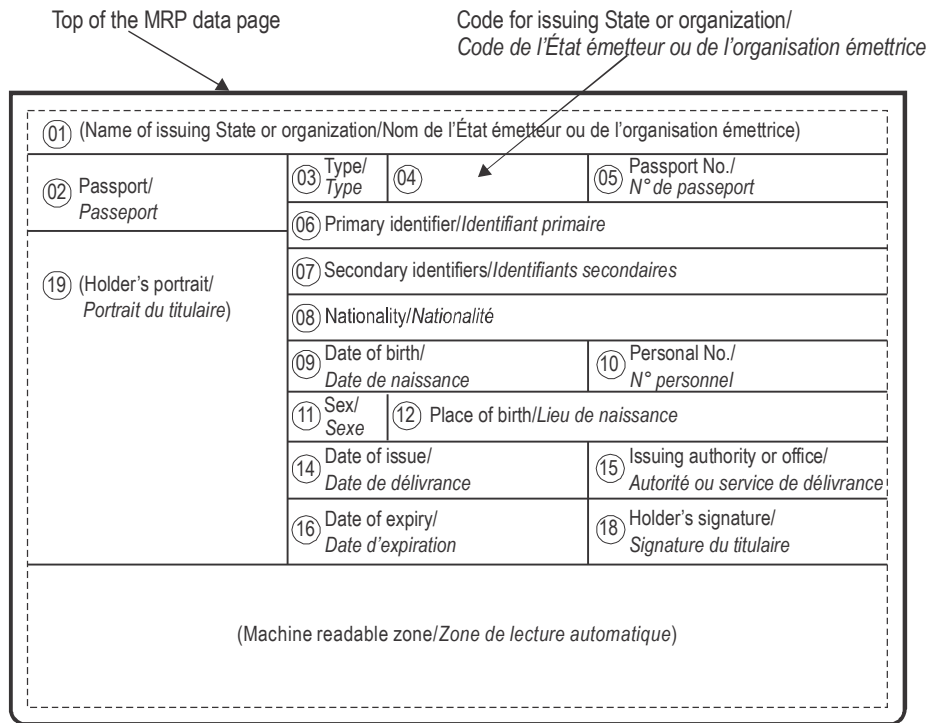 Top of the MRP data page
Code for issuing State or organization/
Code de l’État émetteur ou de l’organisation émettrice
01 (Name of issuing State or organization/Nom de l’État émetteur ou de l’organisation émettrice)
02 Passport/
Passeport
03 Type/
Type
04
05 Passport No./
N° de passeport
06 Primary identifier/Identifiant primaire
07 Secondary identifiers/Identifiants secondaires
19 (Holder’s portrait/
Portrait du titulaire)
08 Nationality/Nationalité
09 Date of birth/
Date de naissance
10 Personal No./
N° personnel
11 Sex/
Sexe
12 Place of birth/Lieu de naissance
14 Date of issue/
Date de délivrance
15 Issuing authority or office/
Autorité ou service de délivrance
16 Date of expiry/
Date d’expiration
18 Holder’s signature/
Signature du titulaire
(Machine readable zone/Zone de lecture automatique)